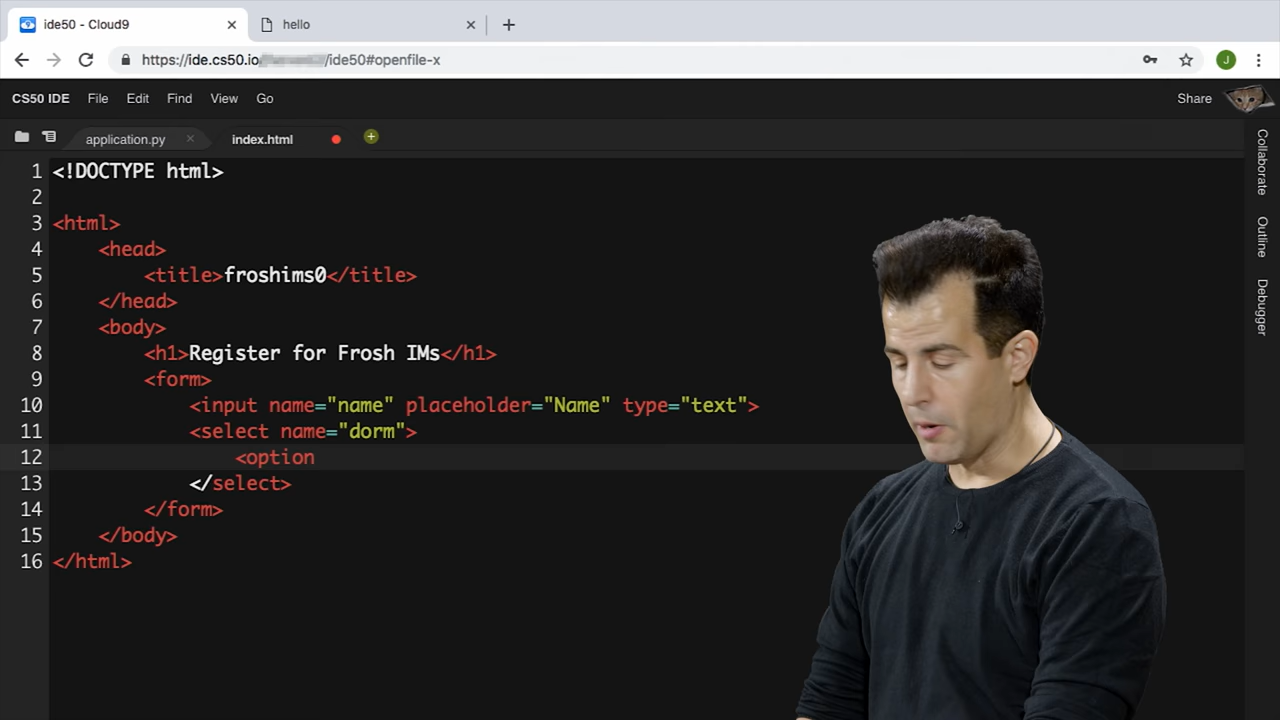 ide50 - Cloud9
hello
https://ide.cs50.io/ /ide50#openfile-x
J
CS50 IDE File Edit Find View Go Share
application.py index.html
Collaborate
Outline
Debugger
1 <!DOCTYPE html>
2
3 <html>
4 <head>
5 <title>froshims0</title>
6 </head>
7 <body>
8 <h1>Register for Frosh IMs</h1>
9 <form>
10 <input name="name" placeholder="Name" type="text">
11 <select name="dorm">
12 <option
13 </select>
14 </form>
15 </body>
16 </html>